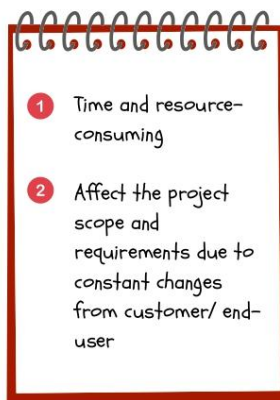 1 Time and resource-
consuming
2 Affect the project
scope and
requirements due to
constant changes
from customer/ end-
user